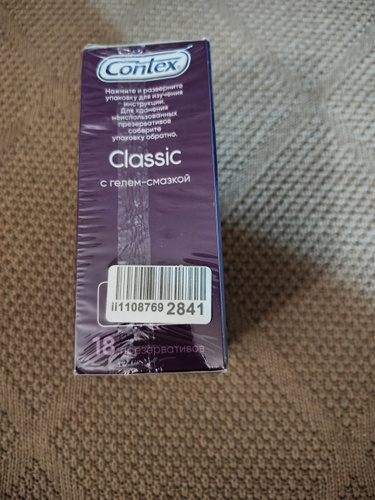 Contex
Нажмите и разверните
упаковку для изучения
инструкции.
Для хранения
неиспользованных
презервативов
соберите
упаковку обратно.
Classic
с гелем-смазкой
ii1108769 2841
18 презервативов